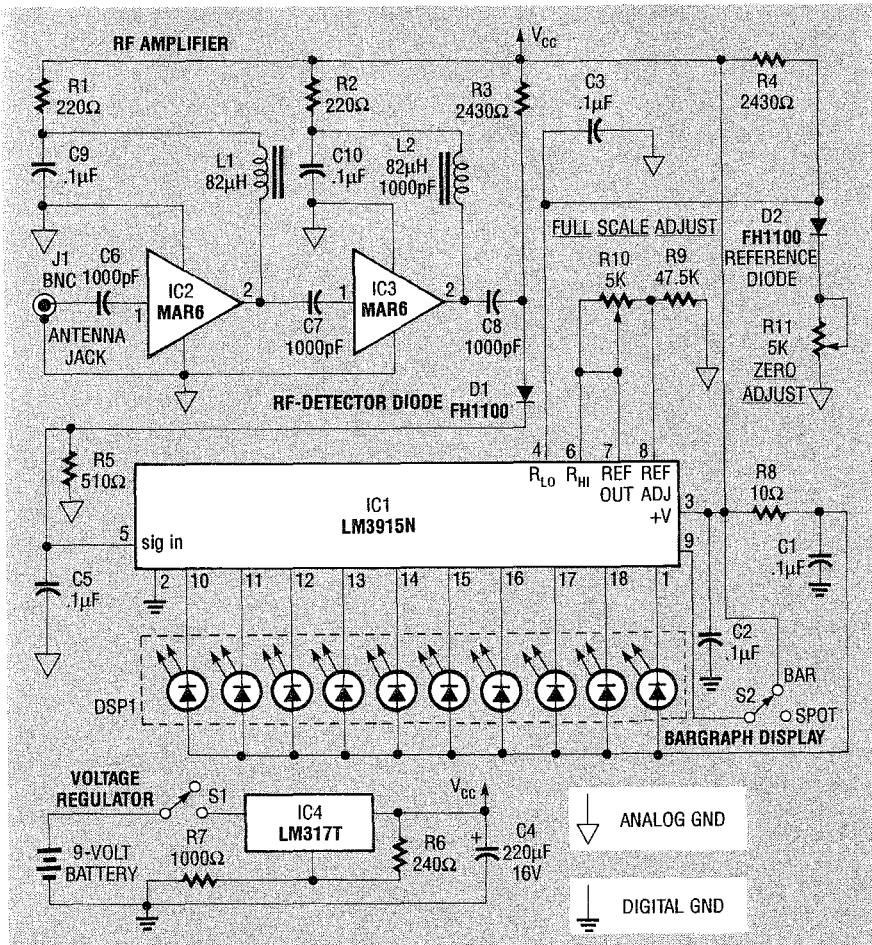 RF AMPLIFIER
VCC
R1
220Ω
R2
220Ω
R3
2430Ω
C3
.1µF
R4
2430Ω
C9
.1µF
L1
82µH
C10
.1µF
L2
82µH
1000pF
J1
BNC
C6
1000pF
1
IC2
MAR6
2
ANTENNA
JACK
C7
1000pF
1
IC3
MAR6
2
C8
1000pF
FULL SCALE ADJUST
R10
5K
R9
47.5K
D2
FH1100
REFERENCE
DIODE
R11
5K
ZERO
ADJUST
RF-DETECTOR DIODE
D1
FH1100
R5
510Ω
4
6
7
8
RLO
RHI
REF
OUT
REF
ADJ
+V
3
9
R8
10Ω
C1
.1µF
IC1
LM3915N
5
sig in
C5
.1µF
2
10
11
12
13
14
15
16
17
18
1
C2
.1µF
DSP1
S2
BAR
SPOT
BARGRAPH DISPLAY
VOLTAGE
REGULATOR
S1
IC4
LM317T
VCC
9-VOLT
BATTERY
R7
1000Ω
R6
240Ω
+
C4
220µF
16V
ANALOG GND
DIGITAL GND